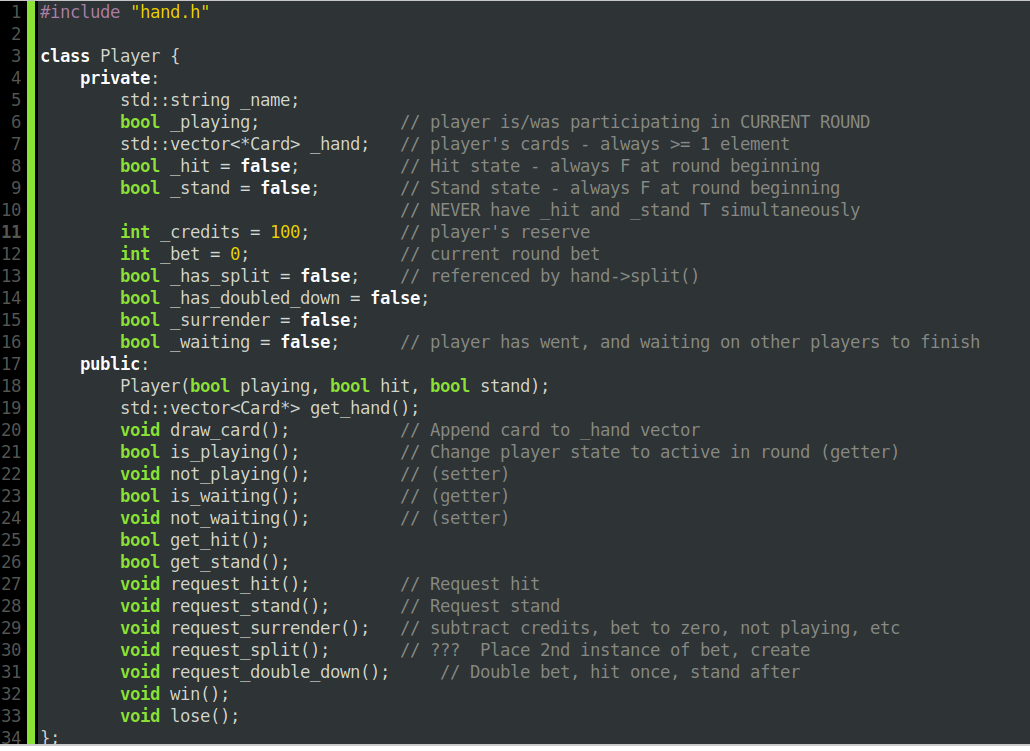 1 #include "hand.h"
2
3 class Player {
4     private:
5         std::string _name;
6         bool _playing;              // player is/was participating in CURRENT ROUND
7         std::vector<*Card> _hand;   // player's cards - always >= 1 element
8         bool _hit = false;          // Hit state - always F at round beginning
9         bool _stand = false;        // Stand state - always F at round beginning
10                                     // NEVER have _hit and _stand T simultaneously
11         int _credits = 100;         // player's reserve
12         int _bet = 0;               // current round bet
13         bool _has_split = false;    // referenced by hand->split()
14         bool _has_doubled_down = false;
15         bool _surrender = false;
16         bool _waiting = false;      // player has went, and waiting on other players to finish
17     public:
18         Player(bool playing, bool hit, bool stand);
19         std::vector<Card*> get_hand();
20         void draw_card();           // Append card to _hand vector
21         bool is_playing();          // Change player state to active in round (getter)
22         void not_playing();         // (setter)
23         bool is_waiting();          // (getter)
24         void not_waiting();         // (setter)
25         bool get_hit();
26         bool get_stand();
27         void request_hit();         // Request hit
28         void request_stand();       // Request stand
29         void request_surrender();   // subtract credits, bet to zero, not playing, etc
30         void request_split();       // ???  Place 2nd instance of bet, create
31         void request_double_down();     // Double bet, hit once, stand after
32         void win();
33         void lose();
34 };